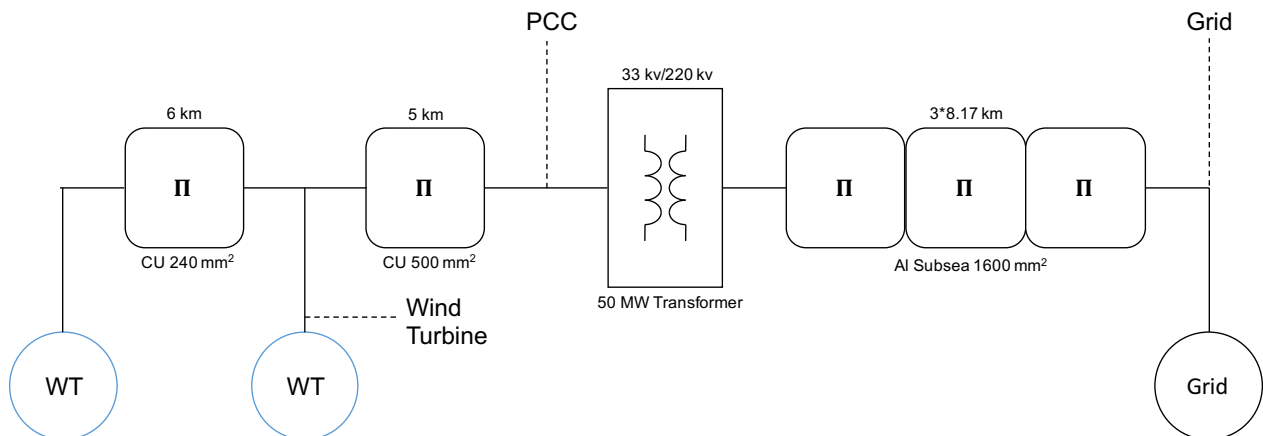 PCC
Grid
33 kv/220 kv
6 km
5 km
3*8.17 km
Π
Π
Π
Π
Π
CU 240 mm²
CU 500 mm²
Al Subsea 1600 mm²
50 MW Transformer
Wind
Turbine
WT
WT
Grid